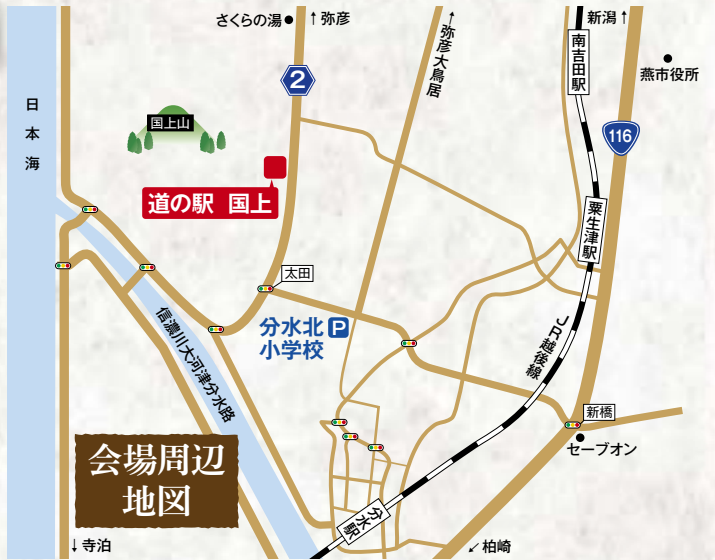 さくらの湯
↑弥彦
弥彦大鳥居
新潟↑
南吉田駅
燕市役所
2
日本海
国上山
116
道の駅 国上
粟生津駅
太田
分水北 P
小学校
JR越後線
信濃川大河津分水路
新橋
セーブオン
会場周辺
地図
分水駅
↓寺泊
↙柏崎